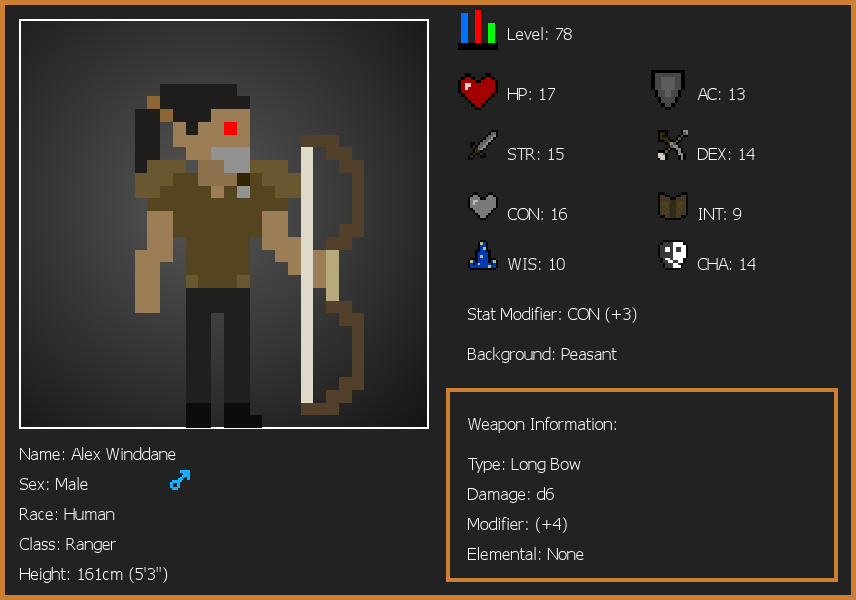 Level: 78
HP: 17
AC: 13
STR: 15
DEX: 14
CON: 16
INT: 9
WIS: 10
CHA: 14
Stat Modifier: CON (+3)
Background: Peasant
Weapon Information:
Type: Long Bow
Damage: d6
Modifier: (+4)
Elemental: None
Name: Alex Winddane
Sex: Male
Race: Human
Class: Ranger
Height: 161cm (5'3")